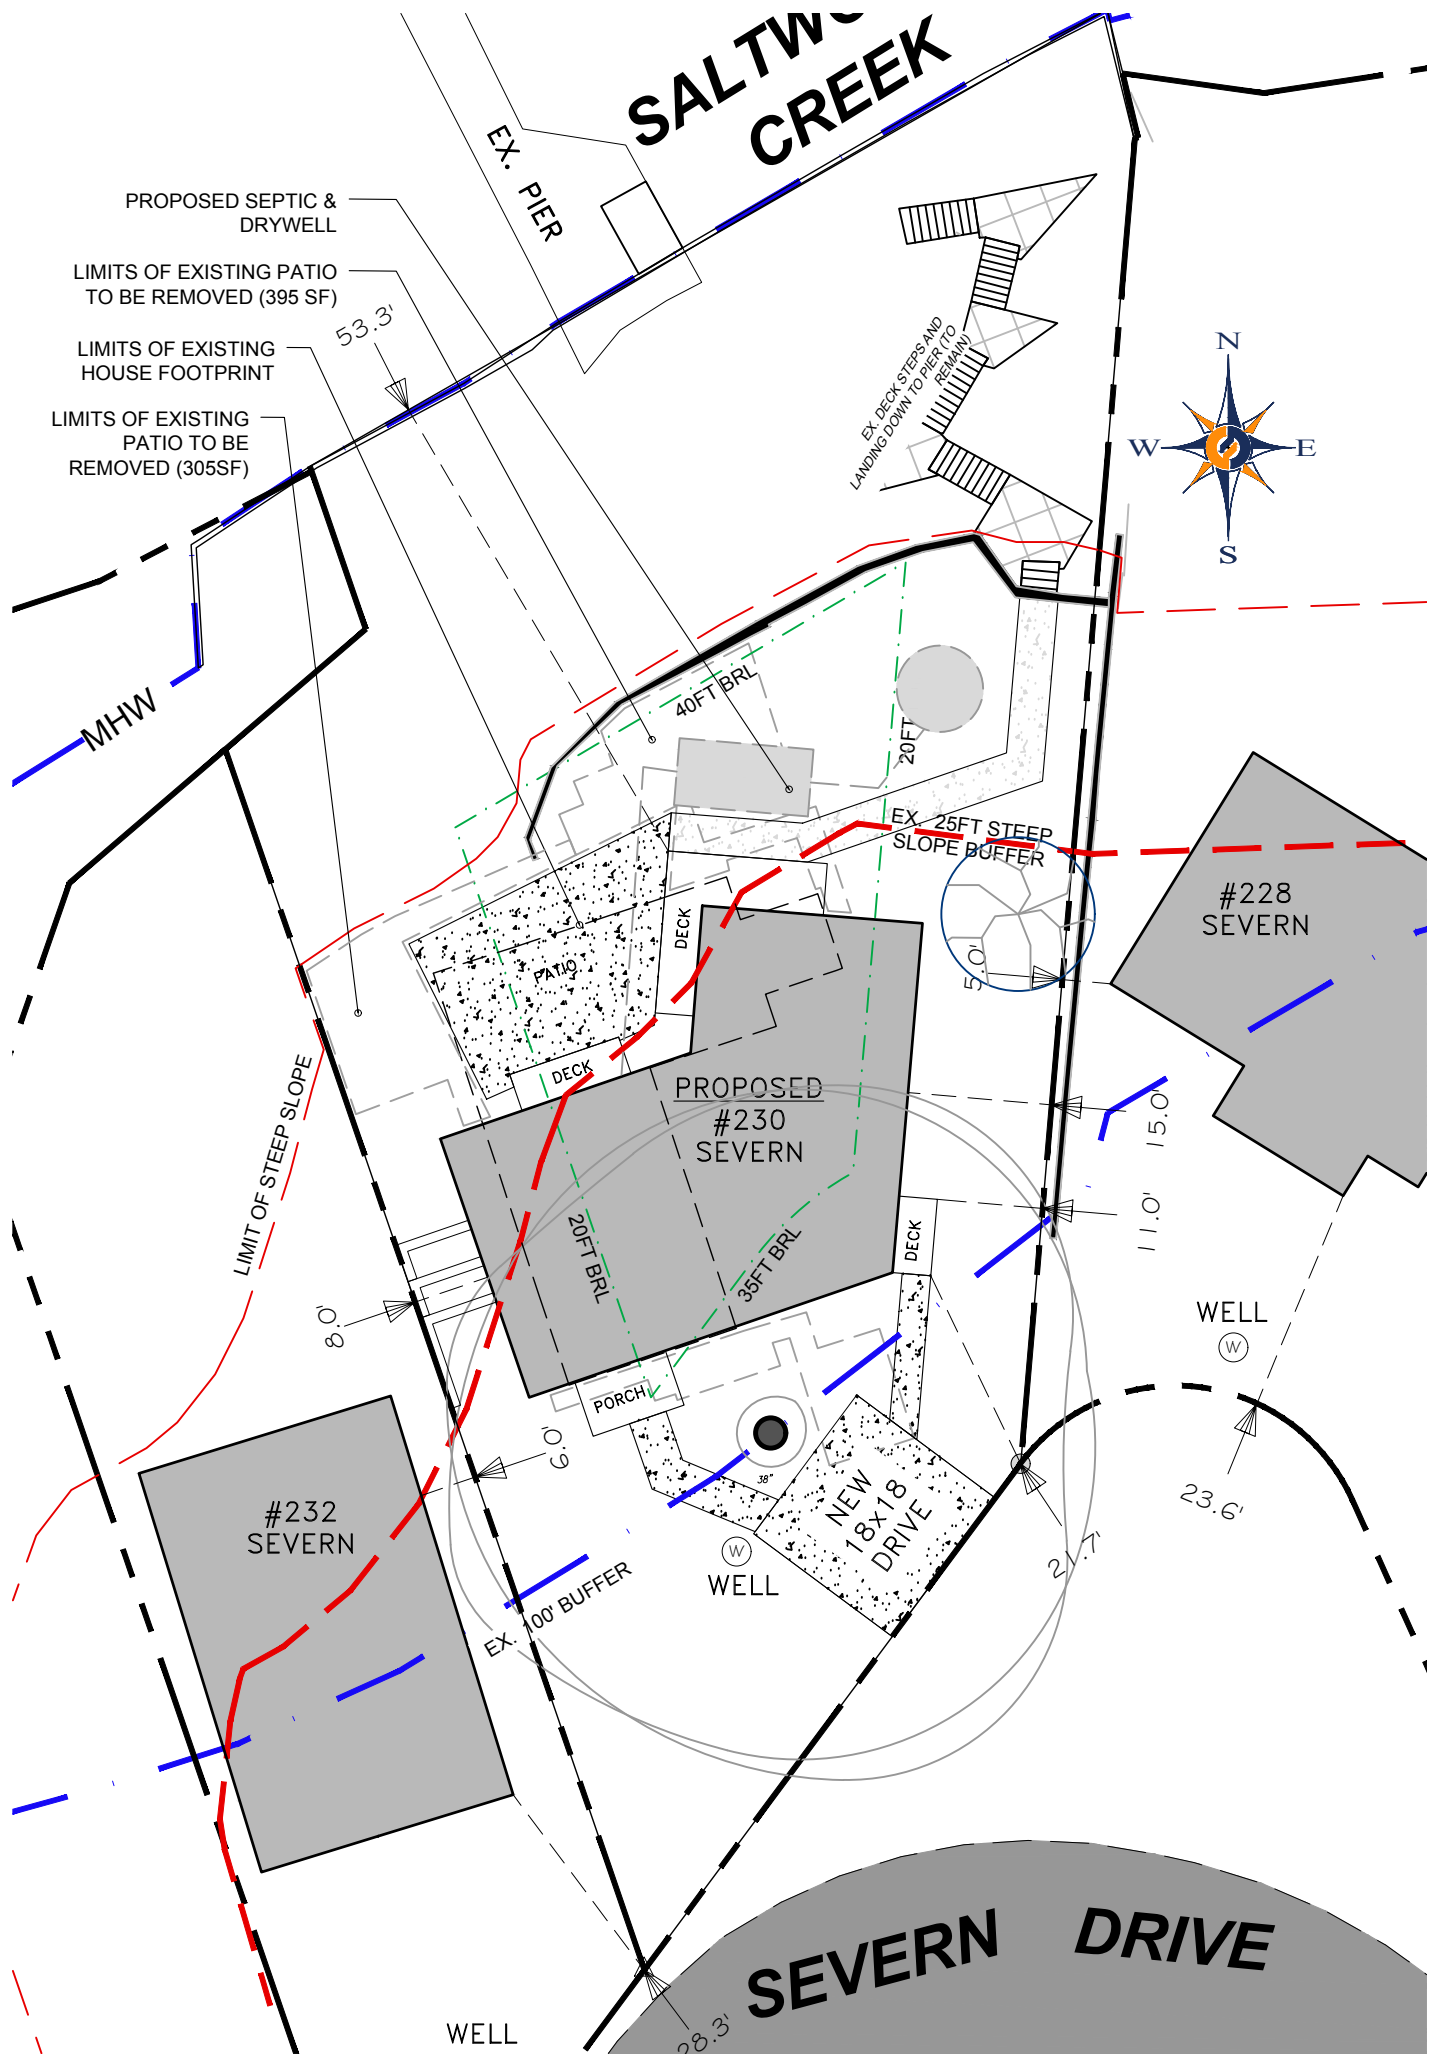 CREEK
EX. PIER
PROPOSED SEPTIC &
DRYWELL
LIMITS OF EXISTING PATIO
TO BE REMOVED (395 SF)
53.3'
LIMITS OF EXISTING
HOUSE FOOTPRINT
LIMITS OF EXISTING
PATIO TO BE
REMOVED (305SF)
EX. DECK STEPS AND
LANDING DOWN TO PIER (TO
REMAIN)
N
W
E
S
MHW
40FT BRL
20FT
EX. 25FT STEEP
SLOPE BUFFER
#228
SEVERN
DECK
PATIO
5.0'
DECK
PROPOSED
#230
SEVERN
15.0'
LIMIT OF STEEP SLOPE
11.0'
20FT BRL
35FT BRL
DECK
8.0'
WELL
W
PORCH
6.0'
38"
NEW
18x18
DRIVE
23.6'
#232
SEVERN
21.7'
W
WELL
EX. 100' BUFFER
SEVERN DRIVE
WELL
28.3'